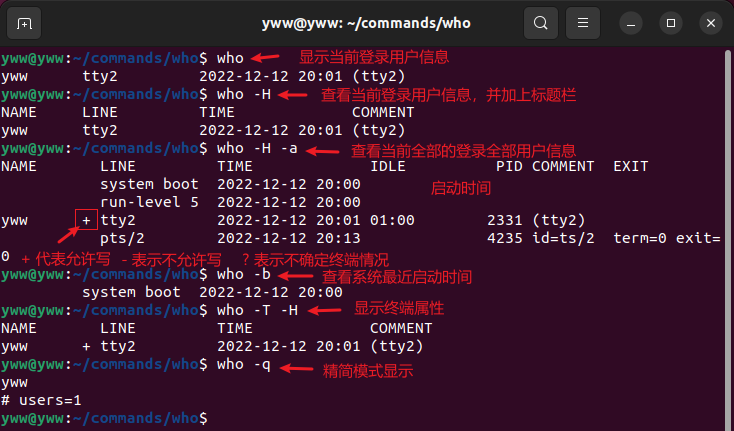 yww@yww: ~/commands/who
yww@yww:~/commands/who$ who 显示当前登录用户信息
yww      tty2         2022-12-12 20:01 (tty2)
yww@yww:~/commands/who$ who -H 查看当前登录用户信息，并加上标题栏
NAME     LINE         TIME             COMMENT
yww      tty2         2022-12-12 20:01 (tty2)
yww@yww:~/commands/who$ who -H -a 查看当前全部的登录全部用户信息
NAME       LINE         TIME             IDLE          PID COMMENT  EXIT
           system boot  2022-12-12 20:00 启动时间
           run-level 5  2022-12-12 20:00
yww      + tty2         2022-12-12 20:01 01:00        2331 (tty2)
           pts/2        2022-12-12 20:13              4235 id=ts/2  term=0 exit=
0 + 代表允许写 - 表示不允许写 ? 表示不确定终端情况
yww@yww:~/commands/who$ who -b 查看系统最近启动时间
         system boot  2022-12-12 20:00
yww@yww:~/commands/who$ who -T -H 显示终端属性
NAME       LINE         TIME             COMMENT
yww      + tty2         2022-12-12 20:01 (tty2)
yww@yww:~/commands/who$ who -q 精简模式显示
yww
# users=1
yww@yww:~/commands/who$